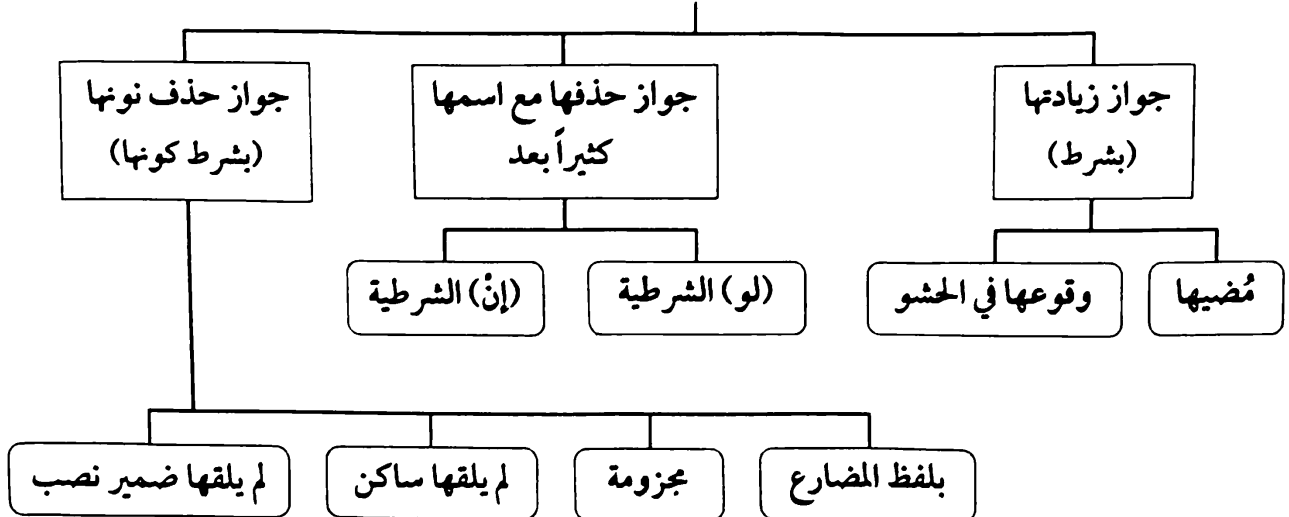 جواز زيادتها
(بشرط)
جواز حذفها مع اسمها
كثيراً بعد
جواز حذف نونها
(بشرط كونها)
مُضيها
وقوعها في الحشو
(لو) الشرطية
(إنْ) الشرطية
بلفظ المضارع
مجزومة
لم يلقها ساكن
لم يلقها ضمير نصب